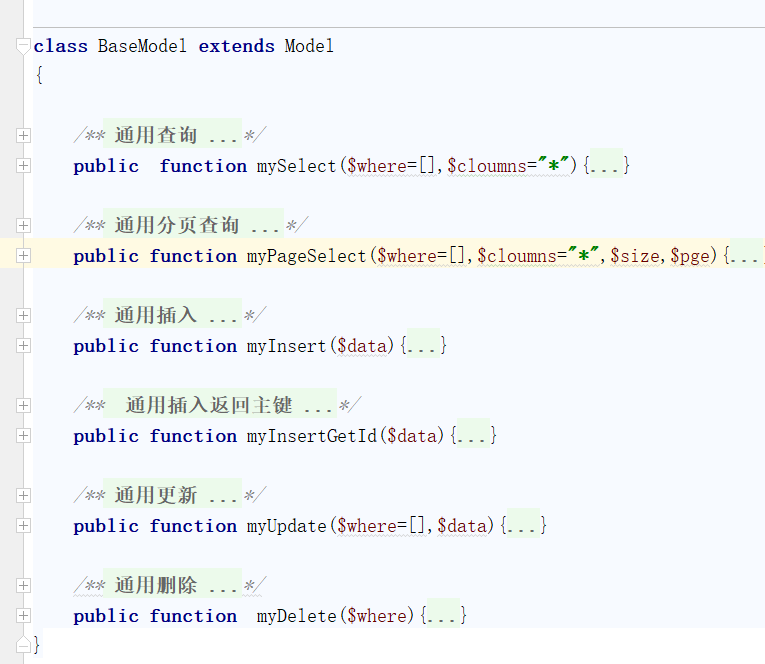 class BaseModel extends Model
{
/** 通用查询 ...*/
public  function mySelect($where=[],$cloumns="*"){...}
/** 通用分页查询 ...*/
public function myPageSelect($where=[],$cloumns="*",$size,$pge){...
/** 通用插入 ...*/
public function myInsert($data){...}
/**  通用插入返回主键 ...*/
public function myInsertGetId($data){...}
/** 通用更新 ...*/
public function myUpdate($where=[],$data){...}
/** 通用删除 ...*/
public function  myDelete($where){...}
}